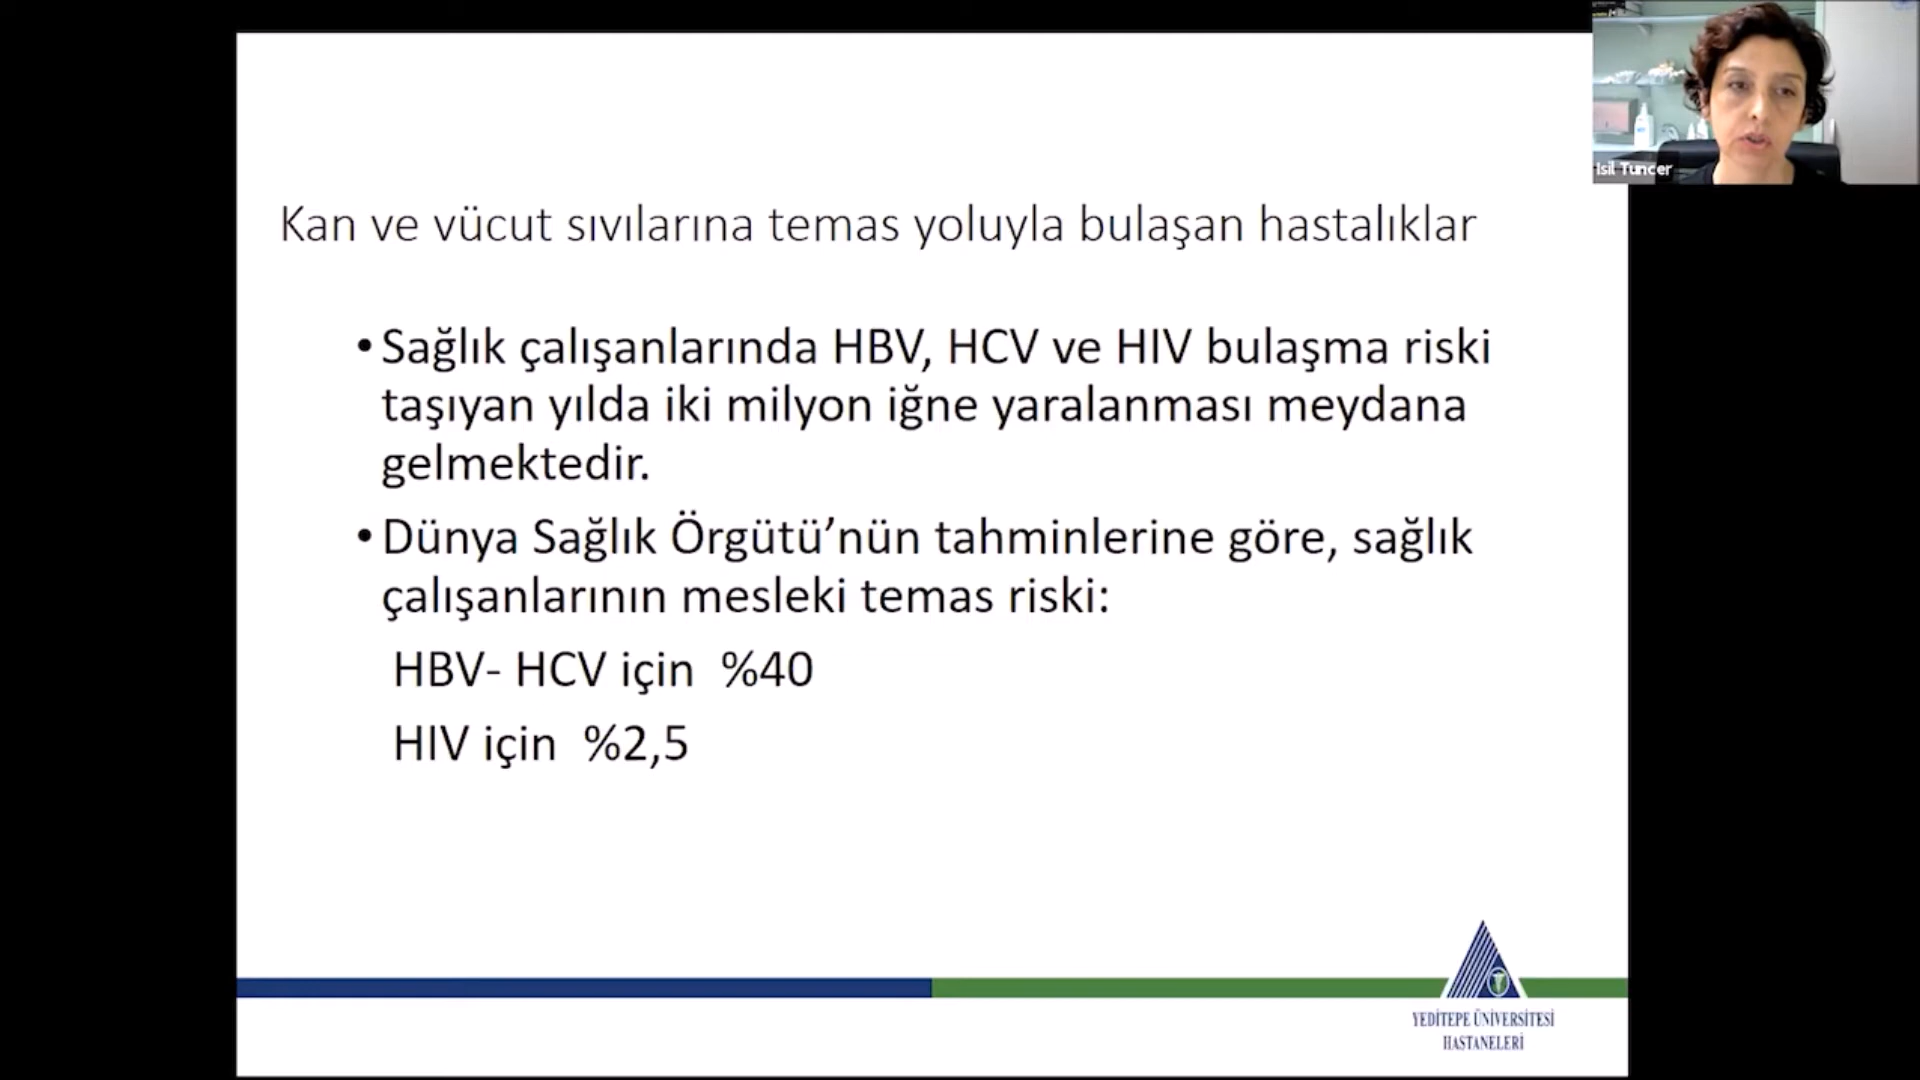 Isil Tuncer
Kan ve vücut sıvılarına temas yoluyla bulaşan hastalıklar
•Sağlık çalışanlarında HBV, HCV ve HIV bulaşma riski
taşıyan yılda iki milyon iğne yaralanması meydana
gelmektedir.
•Dünya Sağlık Örgütü’nün tahminlerine göre, sağlık
çalışanlarının mesleki temas riski:
HBV- HCV için %40
HIV için %2,5
YEDİTEPE ÜNİVERSİTESİ
HASTANELERİ